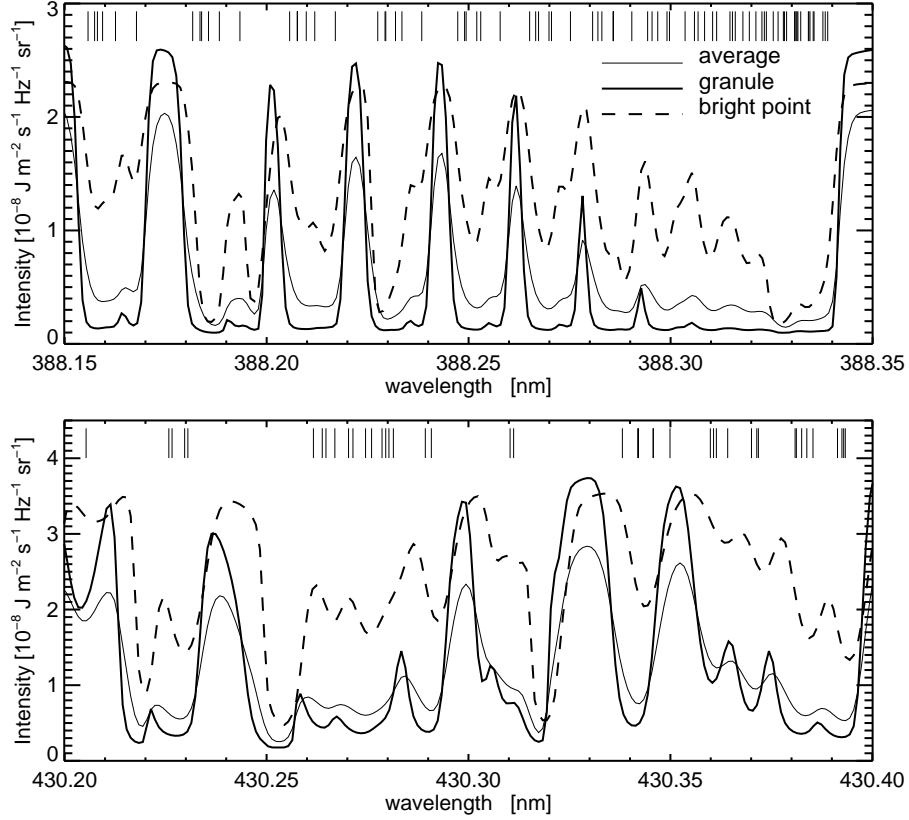 3
2
1
0
Intensity [10⁻⁸ J m⁻² s⁻¹ Hz⁻¹ sr⁻¹]
average
granule
bright point
388.15 388.20 388.25 388.30 388.35
wavelength [nm]
4
3
2
1
0
Intensity [10⁻⁸ J m⁻² s⁻¹ Hz⁻¹ sr⁻¹]
430.20 430.25 430.30 430.35 430.40
wavelength [nm]